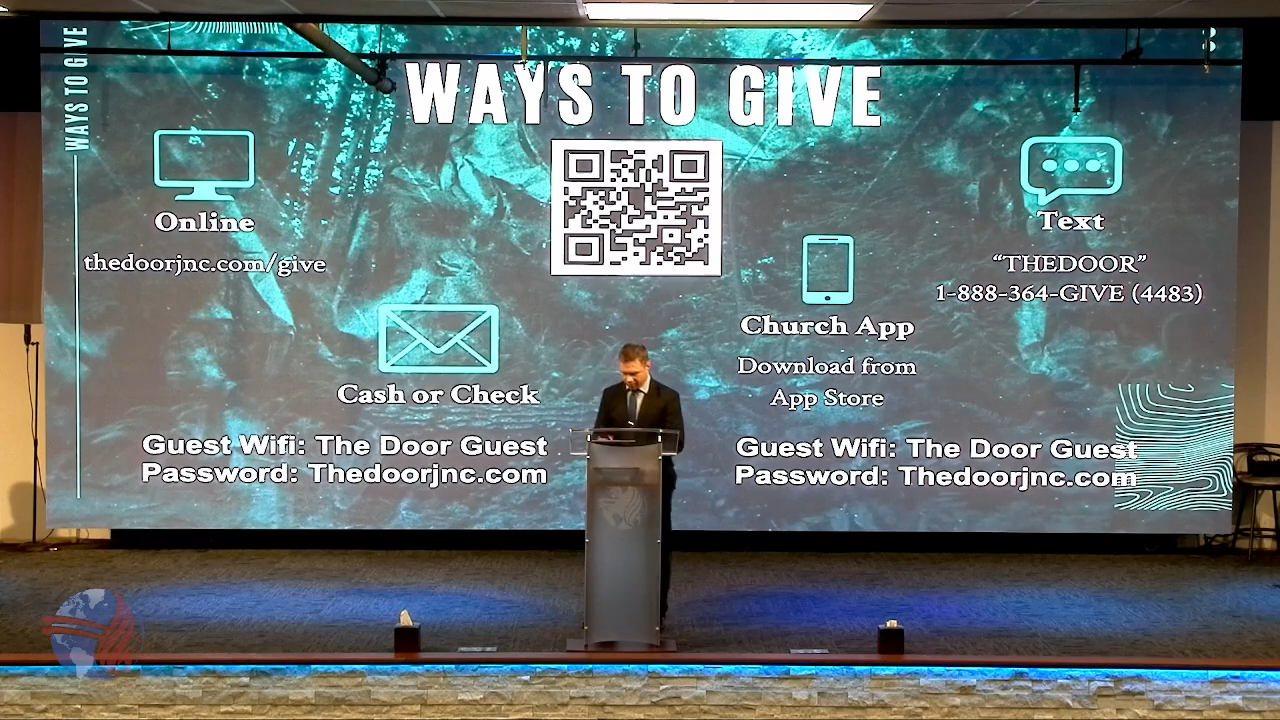 WAYS TO GIVE
WAYS TO GIVE
Online
thedoorjnc.com/give
Text
“THEDOOR”
1-888-364-GIVE (4483)
Cash or Check
Church App
Download from
App Store
Guest Wifi: The Door Guest
Password: Thedoorjnc.com
Guest Wifi: The Door Guest
Password: Thedoorjnc.com